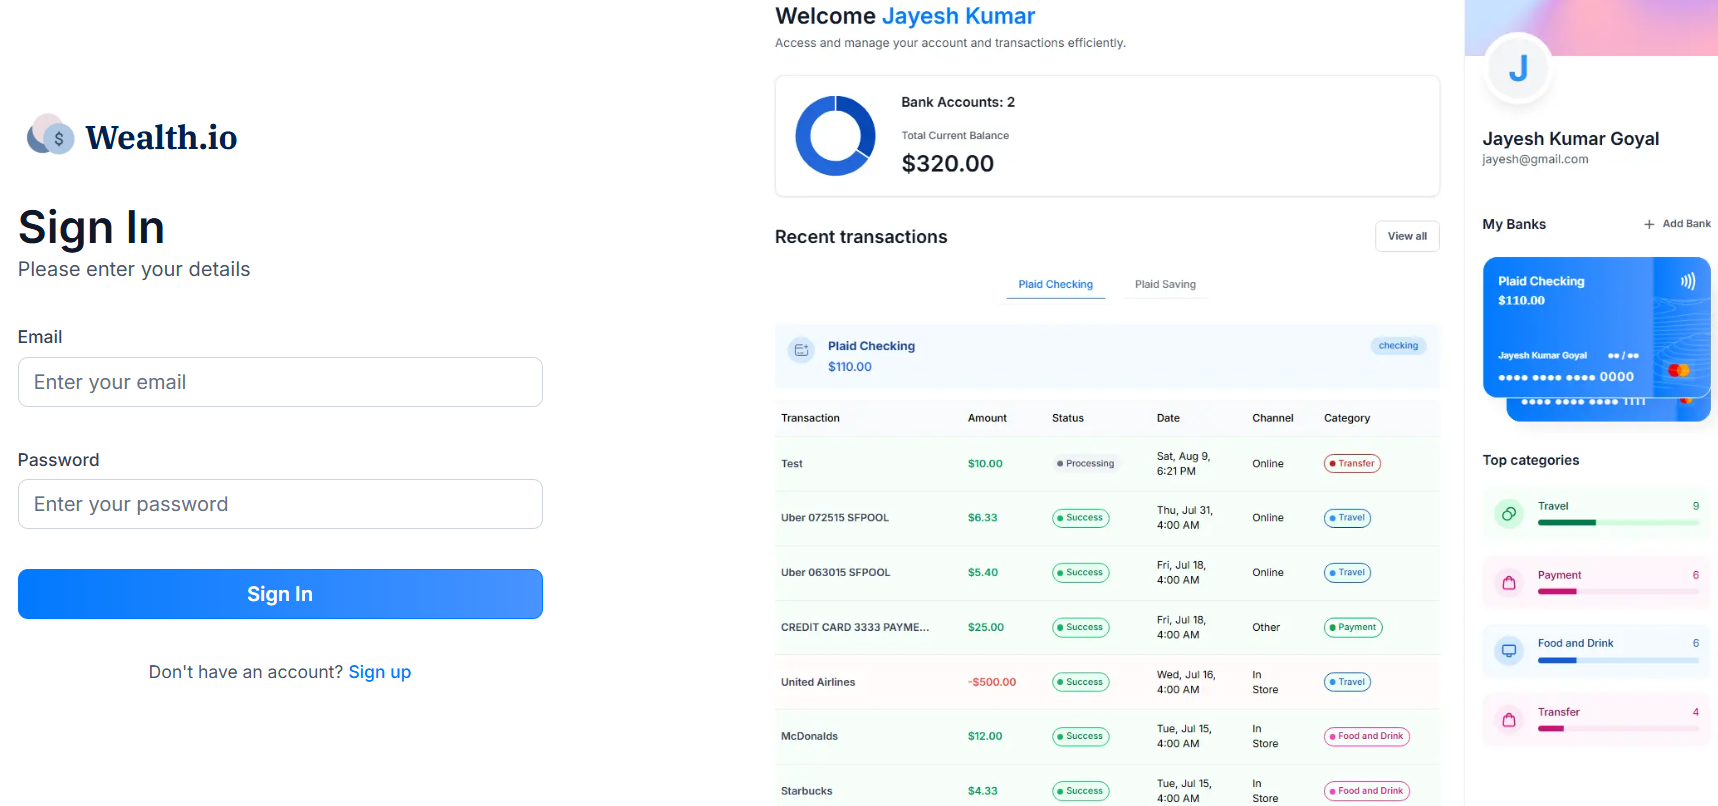 $ Wealth.io
Sign In
Please enter your details
Email
Enter your email
Password
Enter your password
Sign In
Don't have an account? Sign up
Welcome Jayesh Kumar
Access and manage your account and transactions efficiently.
Bank Accounts: 2
Total Current Balance
$320.00
Recent transactions
View all
Plaid Checking Plaid Saving
Plaid Checking
$110.00
checking
Transaction Amount Status Date Channel Category
Test $10.00 Processing Sat, Aug 9, Online Transfer
6:21 PM
Uber 072515 SFPOOL $6.33 Success Thu, Jul 31, Online Travel
4:00 AM
Uber 063015 SFPOOL $5.40 Success Fri, Jul 18, Online Travel
4:00 AM
CREDIT CARD 3333 PAYME... $25.00 Success Fri, Jul 18, Other Payment
4:00 AM
United Airlines -$500.00 Success Wed, Jul 16, In Travel
4:00 AM Store
McDonalds $12.00 Success Tue, Jul 15, In Food and Drink
4:00 AM Store
Starbucks $4.33 Success Tue, Jul 15, In Food and Drink
4:00 AM Store
J
Jayesh Kumar Goyal
jayesh@gmail.com
My Banks
+ Add Bank
Plaid Checking
$110.00
Jayesh Kumar Goyal ●● / ●●
●●●● ●●●● ●●●● 0000
●●●● ●●●● ●●●● 1111
Top categories
Travel 9
Payment 6
Food and Drink 6
Transfer 4